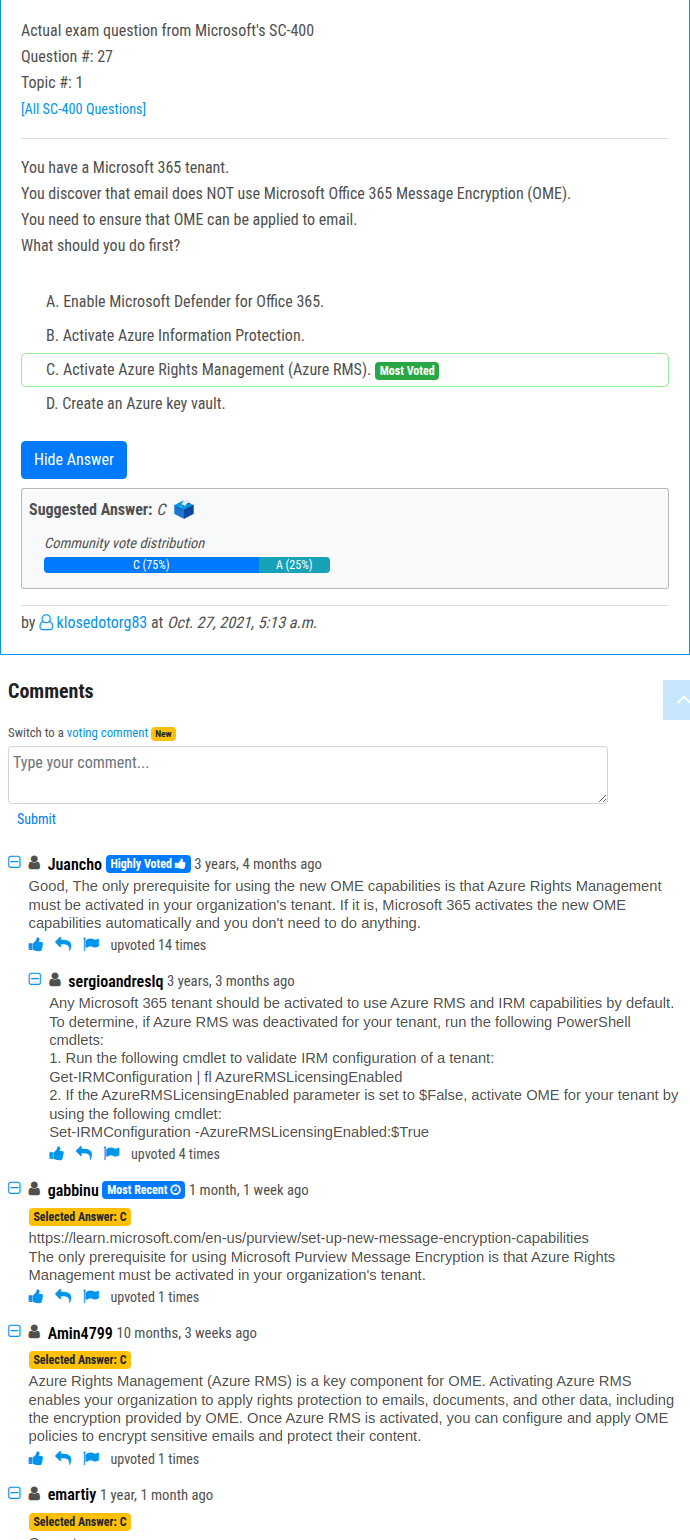 Actual exam question from Microsoft's SC-400
Question #: 27
Topic #: 1
[All SC-400 Questions]
You have a Microsoft 365 tenant.
You discover that email does NOT use Microsoft Office 365 Message Encryption (OME).
You need to ensure that OME can be applied to email.
What should you do first?
A. Enable Microsoft Defender for Office 365.
B. Activate Azure Information Protection.
C. Activate Azure Rights Management (Azure RMS). Most Voted
D. Create an Azure key vault.
Hide Answer
Suggested Answer: C
Community vote distribution
C (75%) A (25%)
by klosedotorg83 at Oct. 27, 2021, 5:13 a.m.
Comments
Switch to a voting comment New
Type your comment...
Submit
Juancho Highly Voted 3 years, 4 months ago
Good, The only prerequisite for using the new OME capabilities is that Azure Rights Management
must be activated in your organization's tenant. If it is, Microsoft 365 activates the new OME
capabilities automatically and you don't need to do anything.
upvoted 14 times
sergioandreslq 3 years, 3 months ago
Any Microsoft 365 tenant should be activated to use Azure RMS and IRM capabilities by default.
To determine, if Azure RMS was deactivated for your tenant, run the following PowerShell
cmdlets:
1. Run the following cmdlet to validate IRM configuration of a tenant:
Get-IRMConfiguration | fl AzureRMSLicensingEnabled
2. If the AzureRMSLicensingEnabled parameter is set to $False, activate OME for your tenant by
using the following cmdlet:
Set-IRMConfiguration -AzureRMSLicensingEnabled:$True
upvoted 4 times
gabbinu Most Recent 1 month, 1 week ago
Selected Answer: C
https://learn.microsoft.com/en-us/purview/set-up-new-message-encryption-capabilities
The only prerequisite for using Microsoft Purview Message Encryption is that Azure Rights
Management must be activated in your organization's tenant.
upvoted 1 times
Amin4799 10 months, 3 weeks ago
Selected Answer: C
Azure Rights Management (Azure RMS) is a key component for OME. Activating Azure RMS
enables your organization to apply rights protection to emails, documents, and other data, including
the encryption provided by OME. Once Azure RMS is activated, you can configure and apply OME
policies to encrypt sensitive emails and protect their content.
upvoted 1 times
emartiy 1 year, 1 month ago
Selected Answer: C